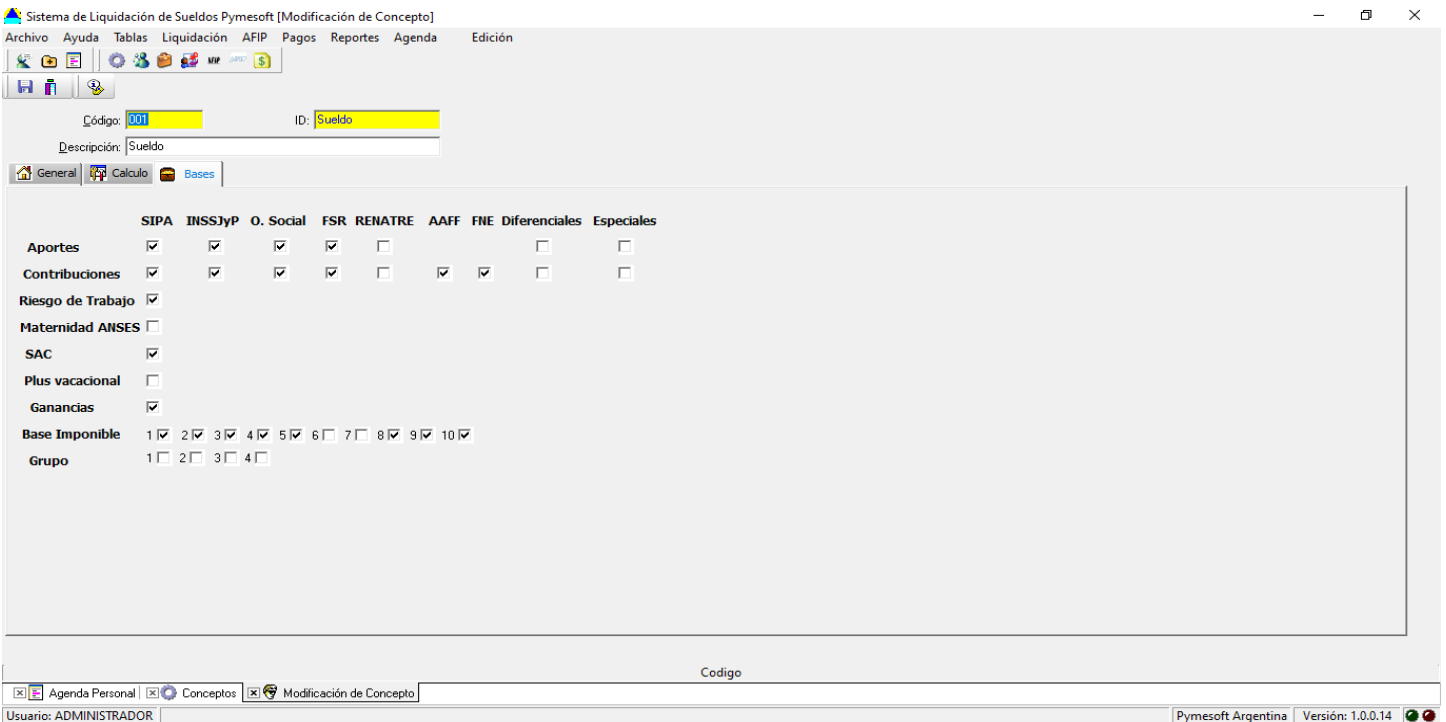 Sistema de Liquidación de Sueldos Pymesoft [Modificación de Concepto]
Archivo Ayuda Tablas Liquidación AFIP Pagos Reportes Agenda Edición
AFIP
Código: 001 ID: Sueldo
Descripción: Sueldo
General Calculo Bases
SIPA INSSJyP O. Social FSR RENATRE AAFF FNE Diferenciales Especiales
Aportes
Contribuciones
Riesgo de Trabajo
Maternidad ANSES
SAC
Plus vacacional
Ganancias
Base Imponible 1 2 3 4 5 6 7 8 9 10
Grupo 1 2 3 4
Codigo
Agenda Personal Conceptos Modificación de Concepto
Usuario: ADMINISTRADOR Pymesoft Argentina Versión: 1.0.0.14